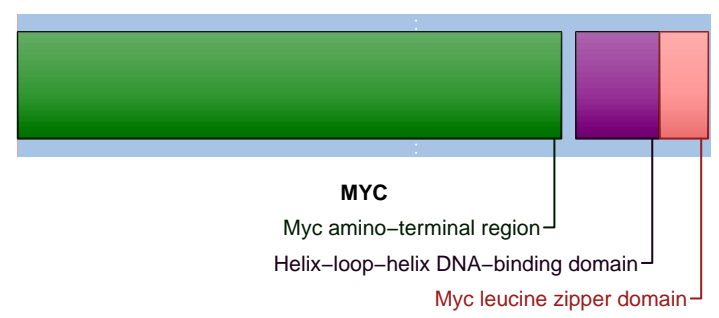 MYC
Myc amino−terminal region
Helix−loop−helix DNA−binding domain
Myc leucine zipper domain